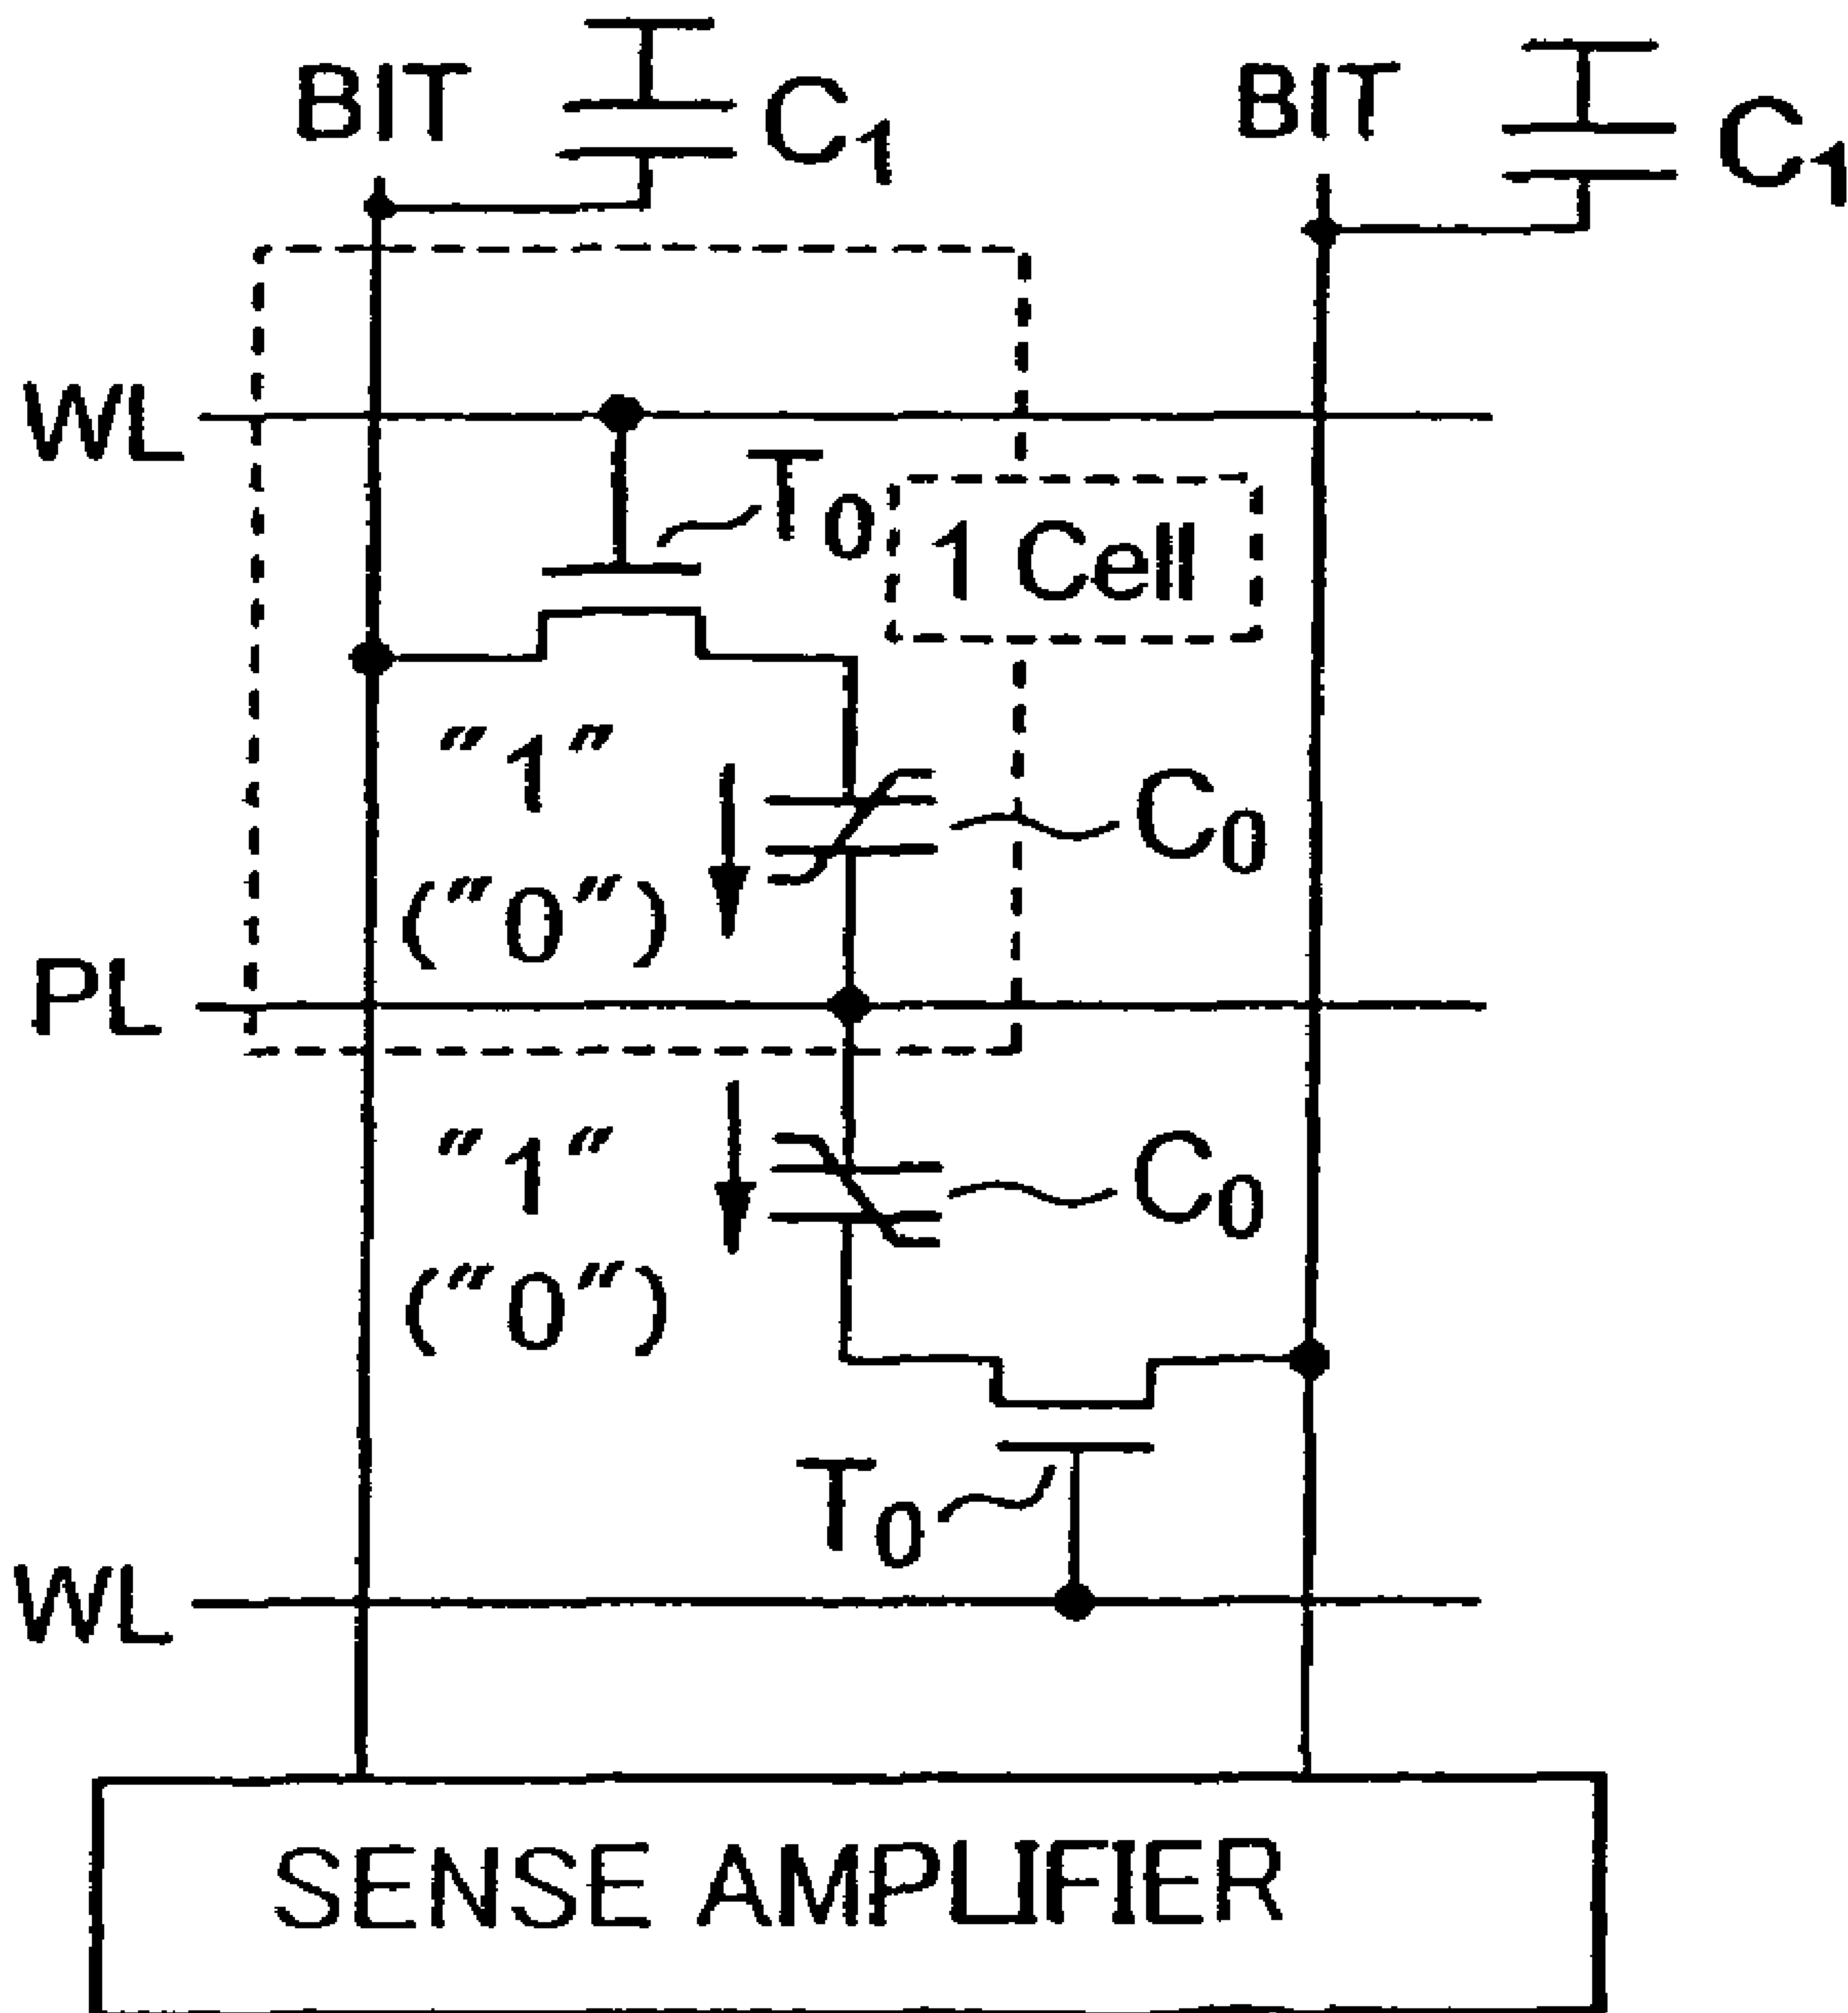 BIT
C1
BIT
C1
WL
T0
1 Cell
"1"
("0")
C0
PL
"1"
("0")
C0
T0
WL
SENSE AMPLIFIER